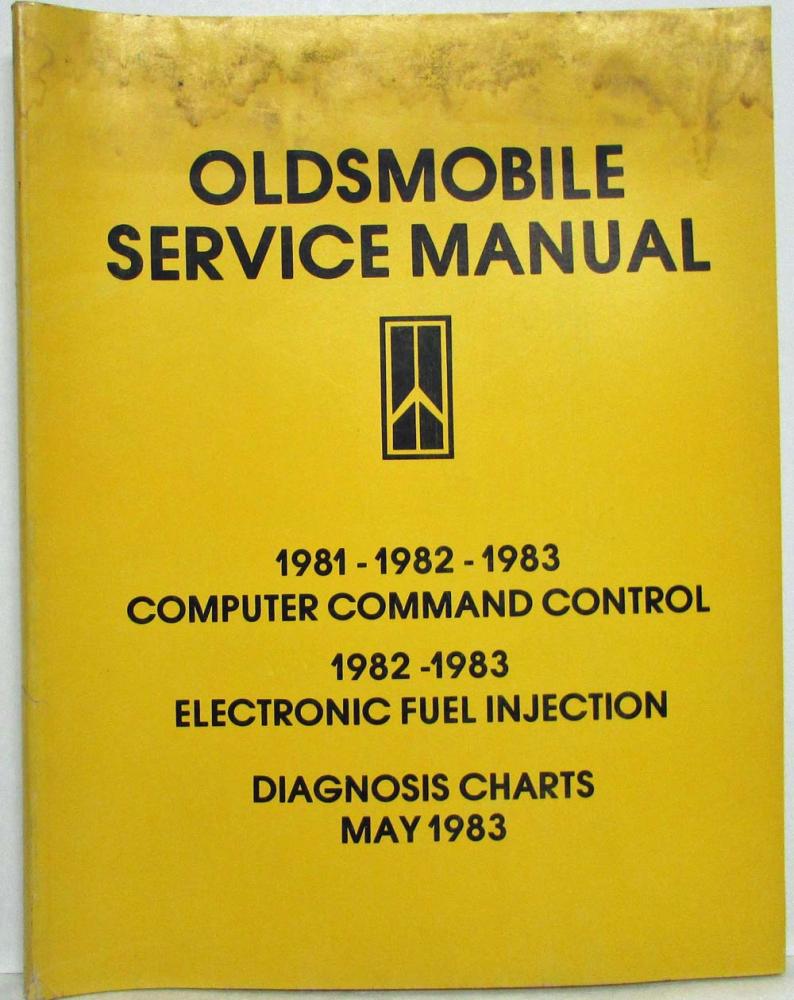 OLDSMOBILE
SERVICE MANUAL
1981 - 1982 - 1983
COMPUTER COMMAND CONTROL
1982 -1983
ELECTRONIC FUEL INJECTION
DIAGNOSIS CHARTS
MAY 1983